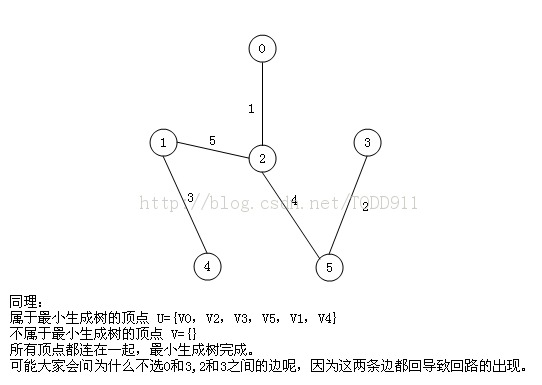 0
1
1
5
2
3
http://blog.csdn.net/TODD911
3
4
2
4
5
同理:
属于最小生成树的顶点 U={V0, V2, V3, V5, V1, V4}
不属于最小生成树的顶点 V={}
所有顶点都连在一起，最小生成树完成。
可能大家会问为什么不选0和3,2和3之间的边呢，因为这两条边都回导致回路的出现。